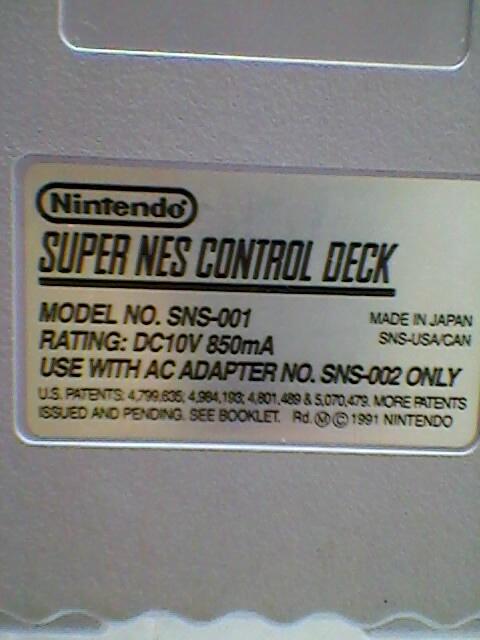 Nintendo
SUPER NES CONTROL DECK
MODEL NO. SNS-001
MADE IN JAPAN
RATING: DC10V 850mA
SNS-USA/CAN
USE WITH AC ADAPTER NO. SNS-002 ONLY
U.S. PATENTS: 4,799,635; 4,984,193; 4,801,489 & 5,070,479. MORE PATENTS
ISSUED AND PENDING. SEE BOOKLET. Rd. Ⓜ © 1991 NINTENDO